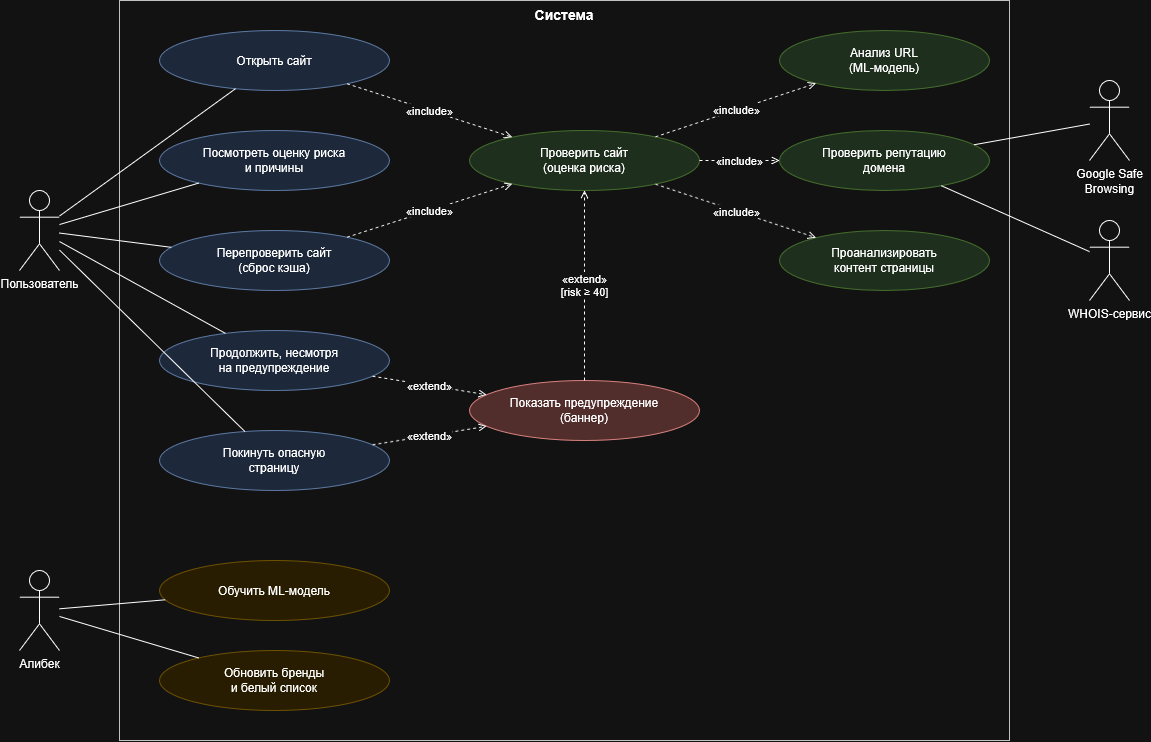 Система
Открыть сайт
«include»
Посмотреть оценку риска
и причины
«include»
Перепроверить сайт
(сброс кэша)
Проверить сайт
(оценка риска)
«include»
«include»
«include»
Анализ URL
(ML-модель)
Проверить репутацию
домена
Проанализировать
контент страницы
Google Safe
Browsing
WHOIS-сервис
Пользователь
«extend»
[risk ≥ 40]
Продолжить, несмотря
на предупреждение
«extend»
Показать предупреждение
(баннер)
«extend»
Покинуть опасную
страницу
Обучить ML-модель
Алибек
Обновить бренды
и белый список